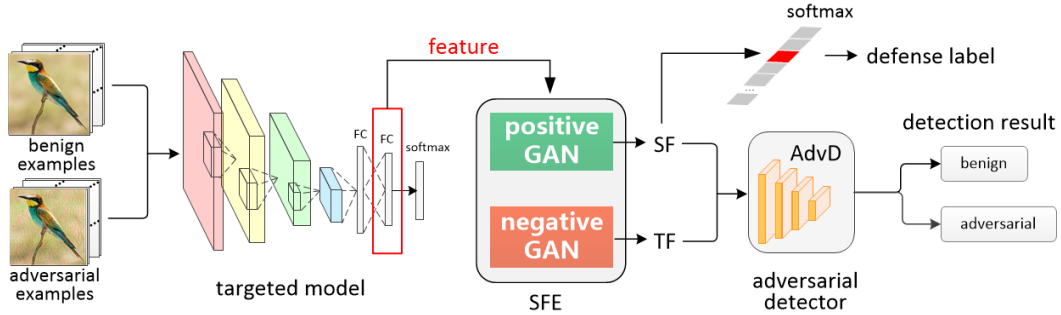 benign
examples
adversarial
examples
targeted model
FC
FC
softmax
feature
positive
GAN
negative
GAN
SFE
SF
TF
softmax
...
defense label
AdvD
adversarial
detector
detection result
benign
adversarial